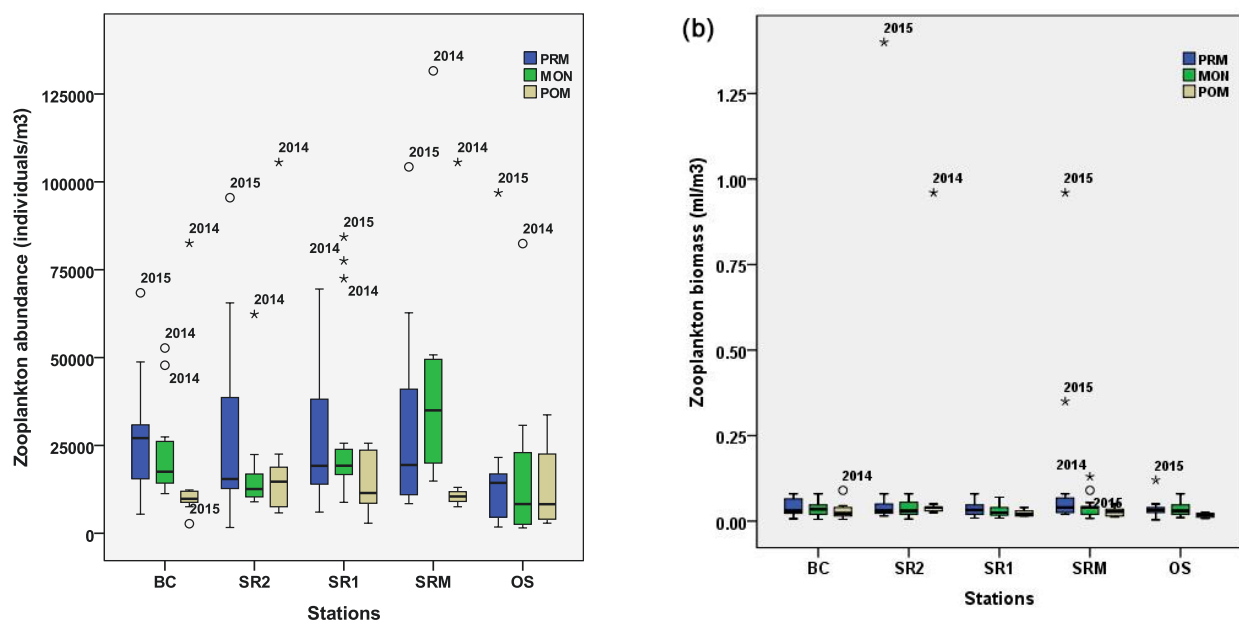 PRM
MON
POM
125000
100000
75000
50000
25000
0
Zooplankton abundance (individuals/m3)
2014
2015
2014
2014
2015
2015
2014
2015
2014
2014
2014
2015
2014
2014
2014
2014
2015
BC SR2 SR1 SRM OS
Stations
(b)
PRM
MON
POM
1.25
1.00
0.75
0.50
0.25
0.00
Zooplankton biomass (ml/m3)
2015
2014
2015
2015
2014
2014
2015
2015
BC SR2 SR1 SRM OS
Stations